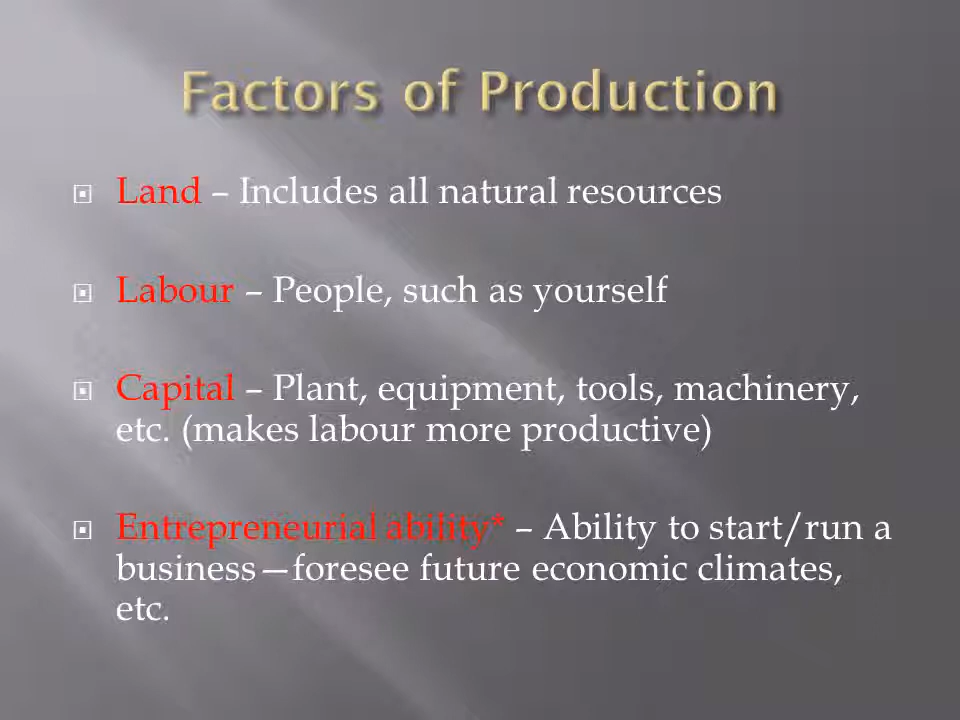 Factors of Production
Land – Includes all natural resources
Labour – People, such as yourself
Capital – Plant, equipment, tools, machinery,
etc. (makes labour more productive)
Entrepreneurial ability* – Ability to start/run a
business—foresee future economic climates,
etc.